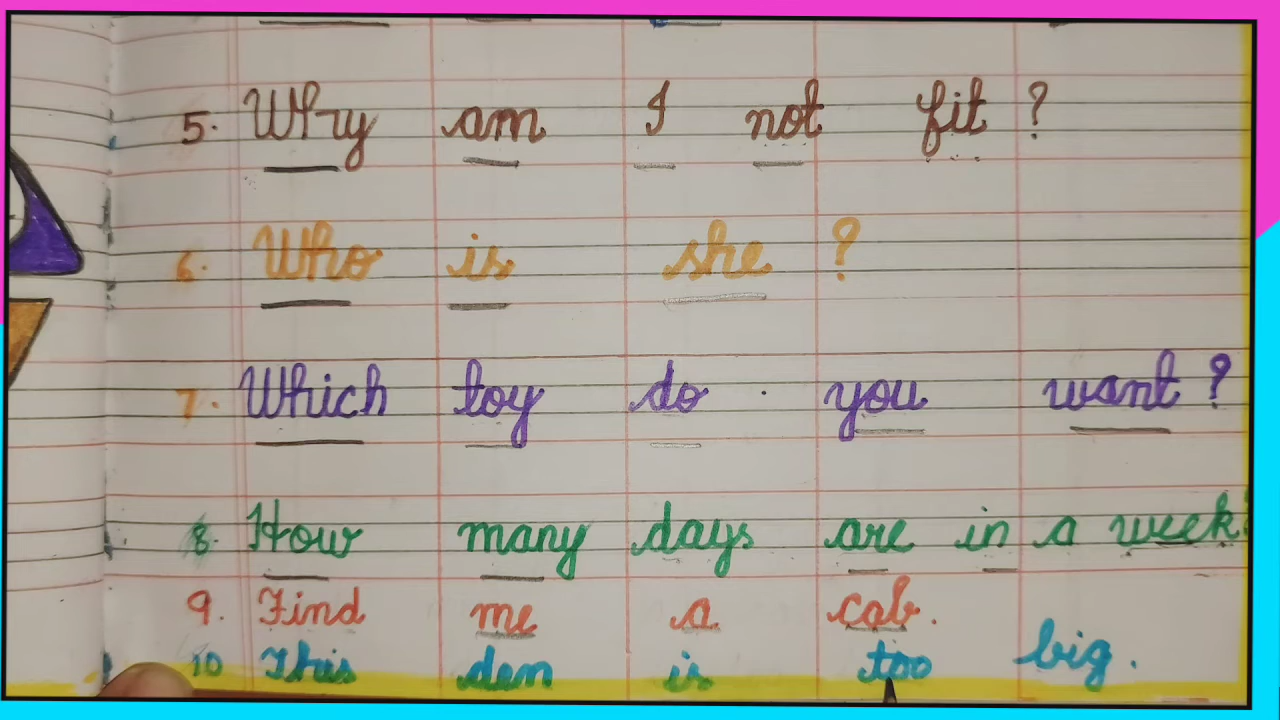 5. Why am I not fit ?
6. Who is she ?
7. Which toy do you want ?
8. How many days are in a week?
9. Find me a cab.
10 This den is too big.